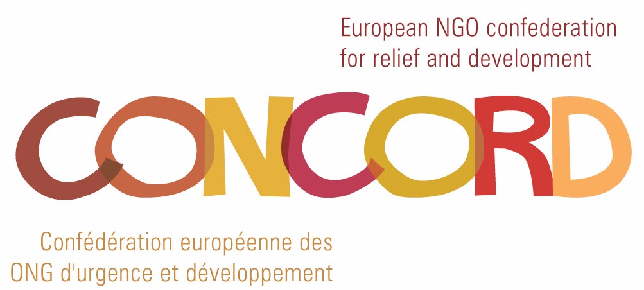 European NGO confederation
for relief and development
CONCORD
Confédération européenne des
ONG d'urgence et développement